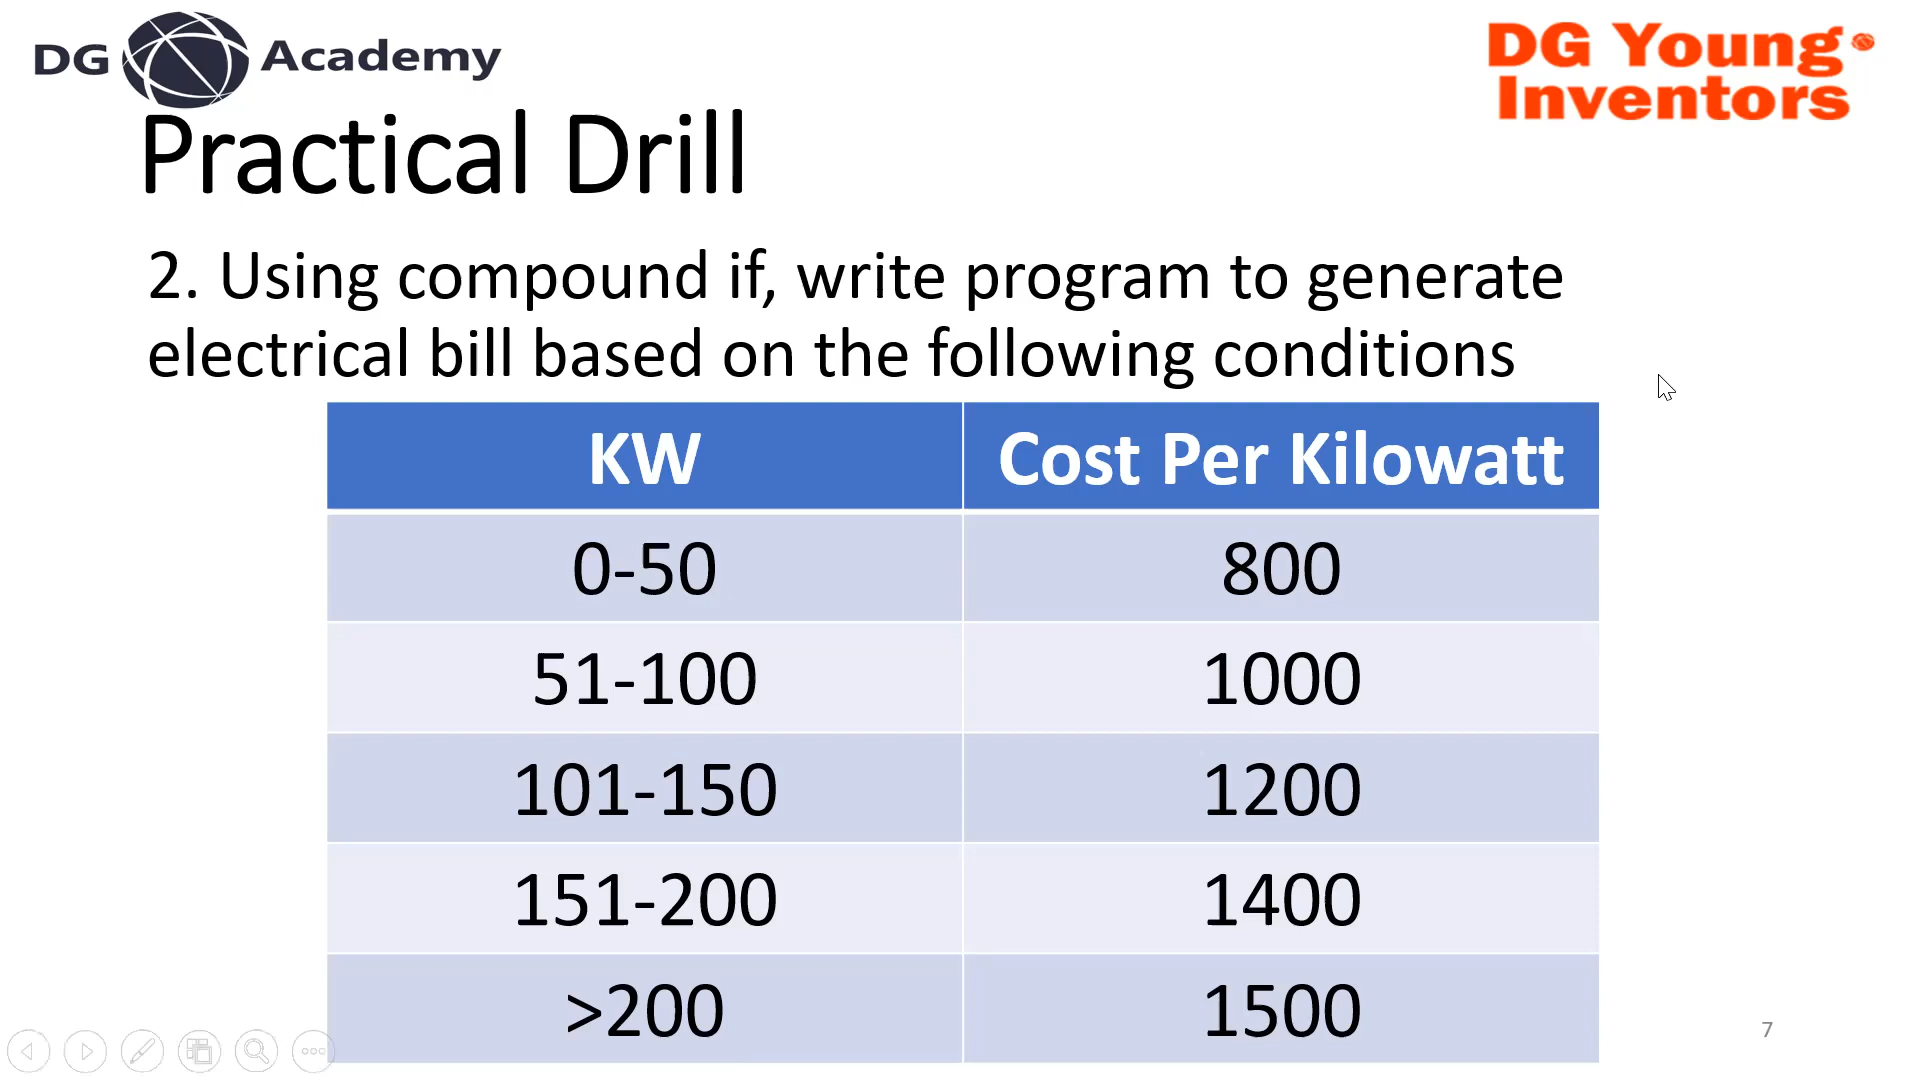 DG Academy
DG Young
Inventors
Practical Drill
2. Using compound if, write program to generate
electrical bill based on the following conditions
KW Cost Per Kilowatt
0-50 800
51-100 1000
101-150 1200
151-200 1400
>200 1500
7